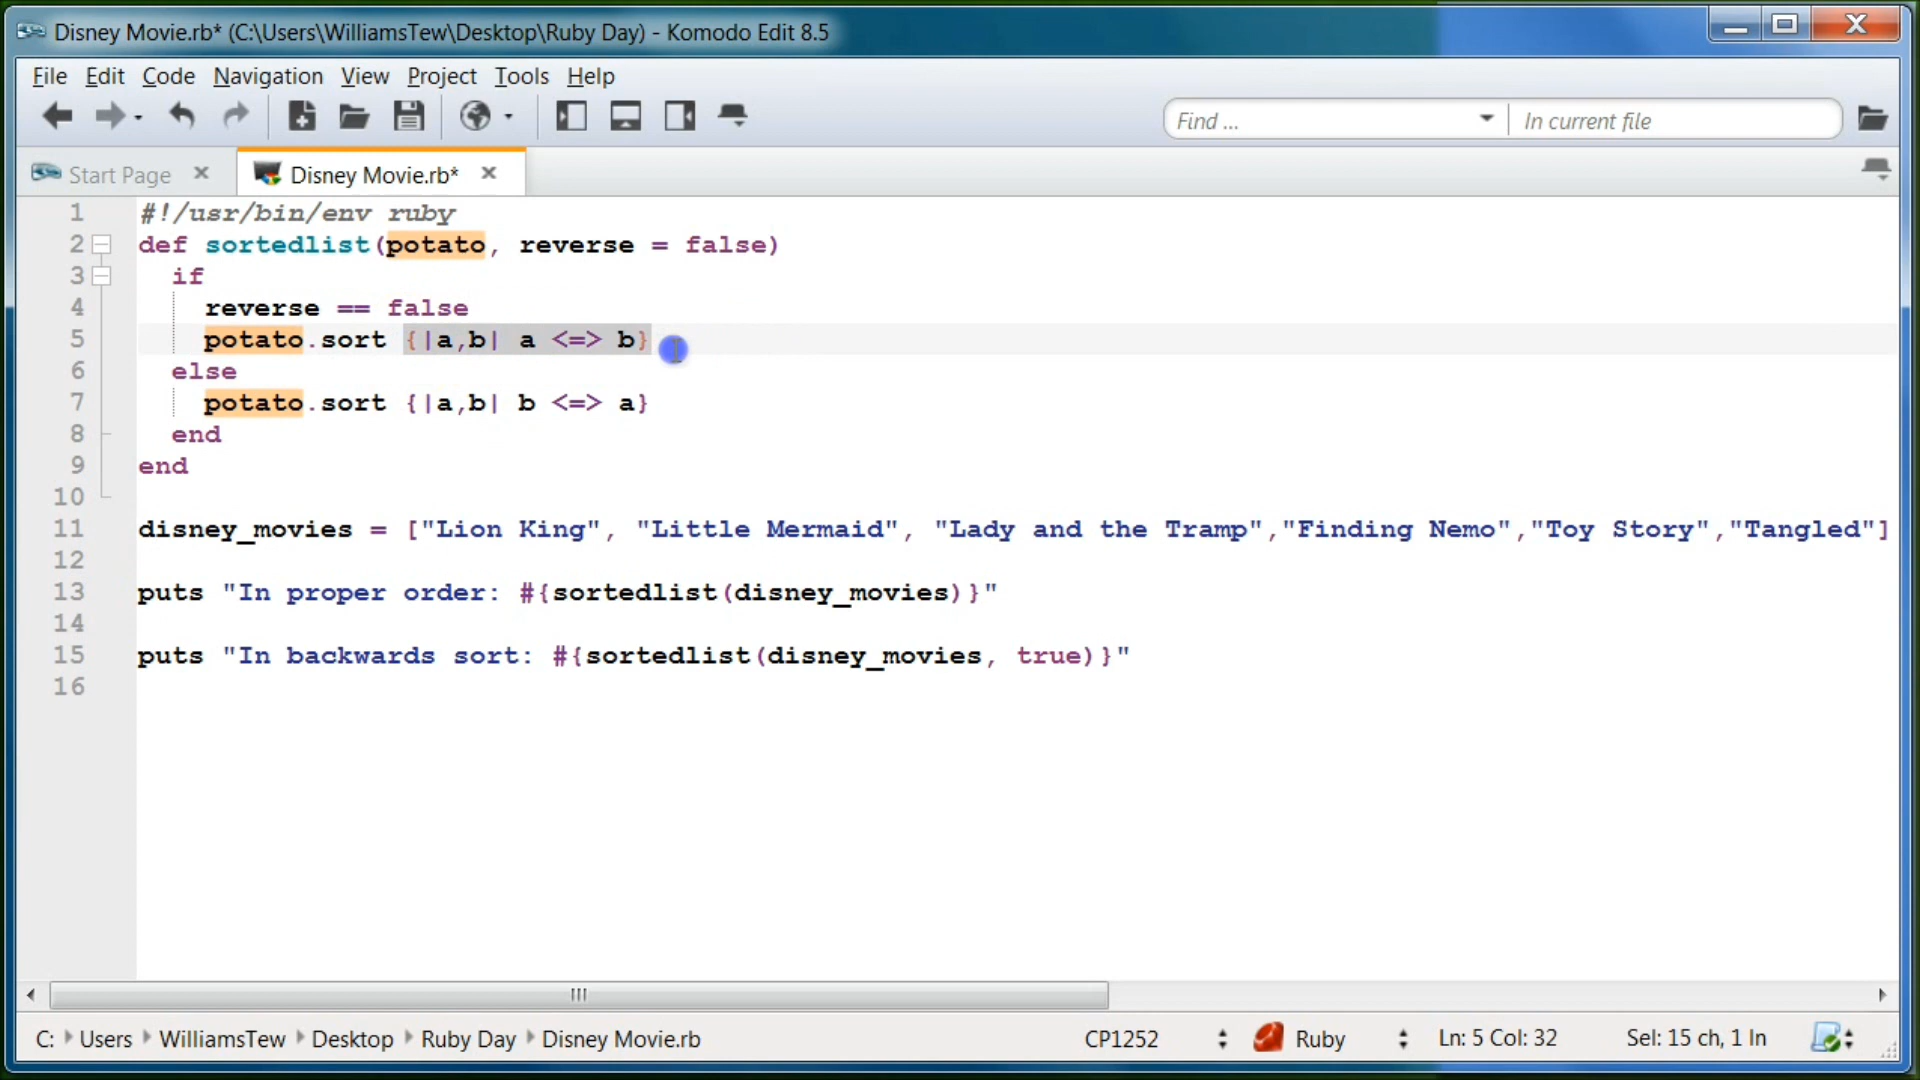 Disney Movie.rb* (C:\Users\WilliamsTew\Desktop\Ruby Day) - Komodo Edit 8.5
File Edit Code Navigation View Project Tools Help
Find ... In current file
Start Page Disney Movie.rb*
1 #!/usr/bin/env ruby
2 def sortedlist(potato, reverse = false)
3 if
4 reverse == false
5 potato.sort {|a,b| a <=> b}
6 else
7 potato.sort {|a,b| b <=> a}
8 end
9 end
10
11 disney_movies = ["Lion King", "Little Mermaid", "Lady and the Tramp","Finding Nemo","Toy Story","Tangled"]
12
13 puts "In proper order: #{sortedlist(disney_movies)}"
14
15 puts "In backwards sort: #{sortedlist(disney_movies, true)}"
16
C: Users WilliamsTew Desktop Ruby Day Disney Movie.rb CP1252 Ruby Ln: 5 Col: 32 Sel: 15 ch, 1 ln